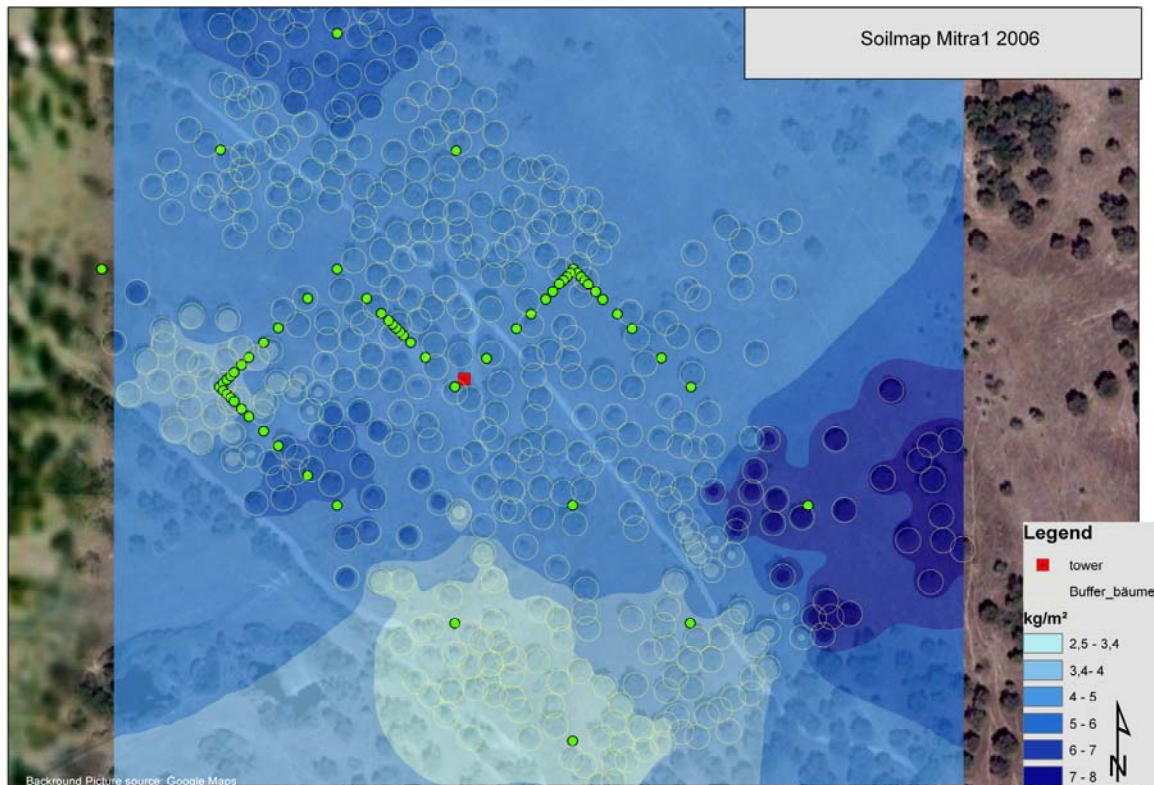 Soilmap Mitra1 2006
Legend
tower
Buffer_bäume
kg/m²
2,5 - 3,4
3,4- 4
4 - 5
5 - 6
6 - 7
7 - 8
N
Backround Picture source: Google Maps